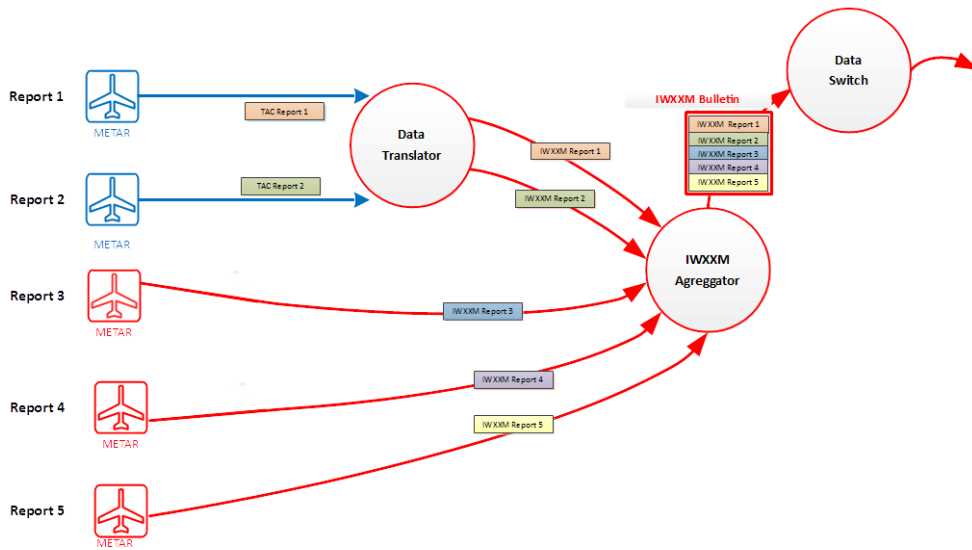 Report 1
METAR
TAC Report 1
Report 2
METAR
TAC Report 2
Data
Translator
IWXXM Report 1
IWXXM Report 2
Report 3
METAR
IWXXM Report 3
Report 4
METAR
IWXXM Report 4
Report 5
METAR
IWXXM Report 5
IWXXM
Agreggator
IWXXM Bulletin
IWXXM Report 1
IWXXM Report 2
IWXXM Report 3
IWXXM Report 4
IWXXM Report 5
Data
Switch